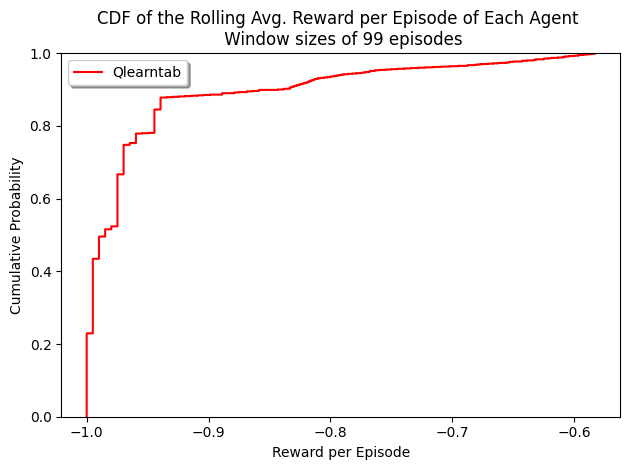 CDF of the Rolling Avg. Reward per Episode of Each Agent
Window sizes of 99 episodes
Qlearntab
1.0
0.8
0.6
0.4
0.2
0.0
Cumulative Probability
−1.0
−0.9
−0.8
−0.7
−0.6
Reward per Episode